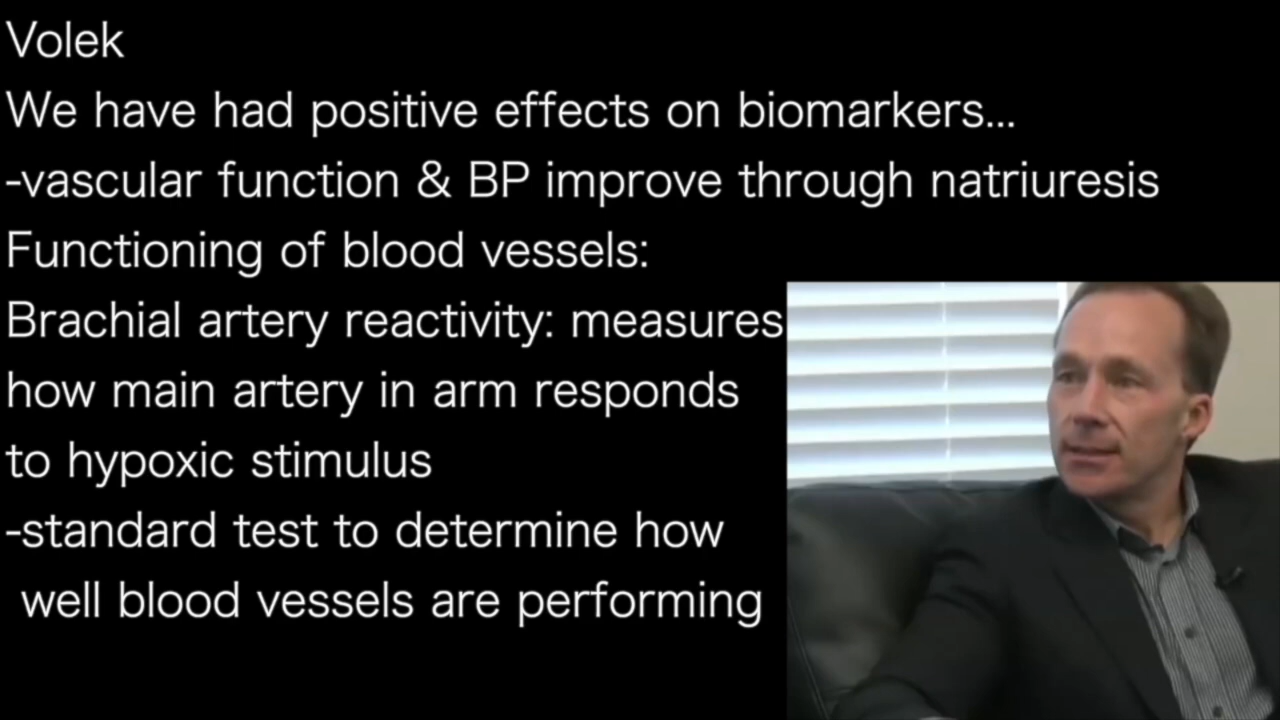 Volek
We have had positive effects on biomarkers...
-vascular function & BP improve through natriuresis
Functioning of blood vessels:
Brachial artery reactivity: measures
how main artery in arm responds
to hypoxic stimulus
-standard test to determine how
well blood vessels are performing